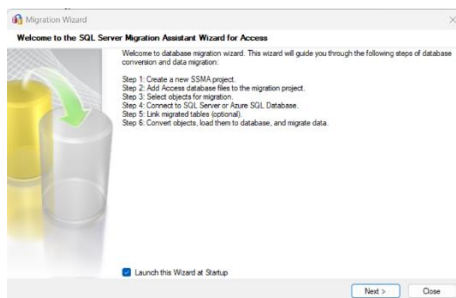 Migration Wizard
Welcome to the SQL Server Migration Assistant Wizard for Access
Welcome to database migration wizard. This wizard will guide you through the following steps of database
conversion and data migration:
Step 1: Create a new SSMA project.
Step 2: Add Access database files to the migration project.
Step 3: Select objects for migration.
Step 4: Connect to SQL Server or Azure SQL Database.
Step 5: Link migrated tables (optional).
Step 6: Convert objects, load them to database, and migrate data.
Launch this Wizard at Startup
Next > Close